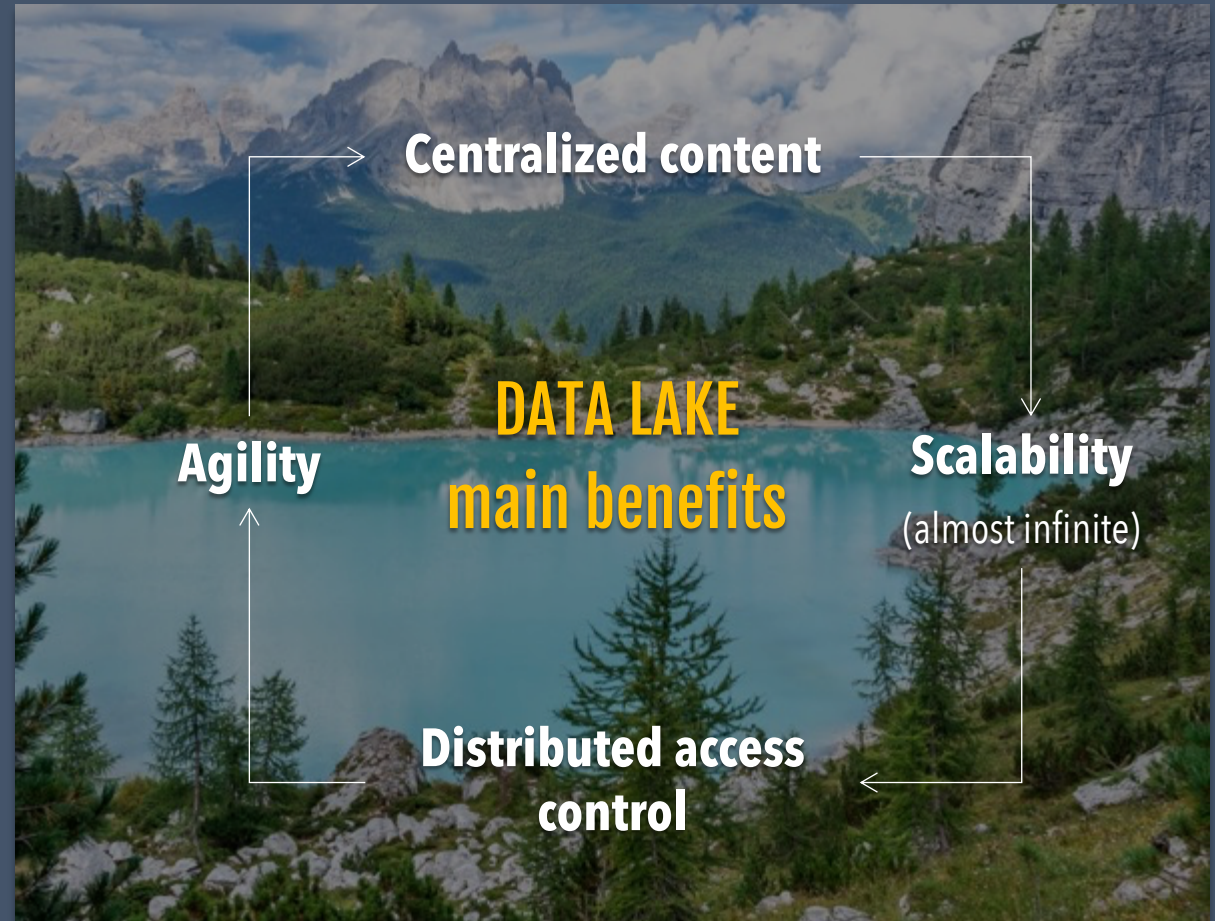 Centralized content
DATA LAKE
main benefits
Agility
Scalability
(almost infinite)
Distributed access
control